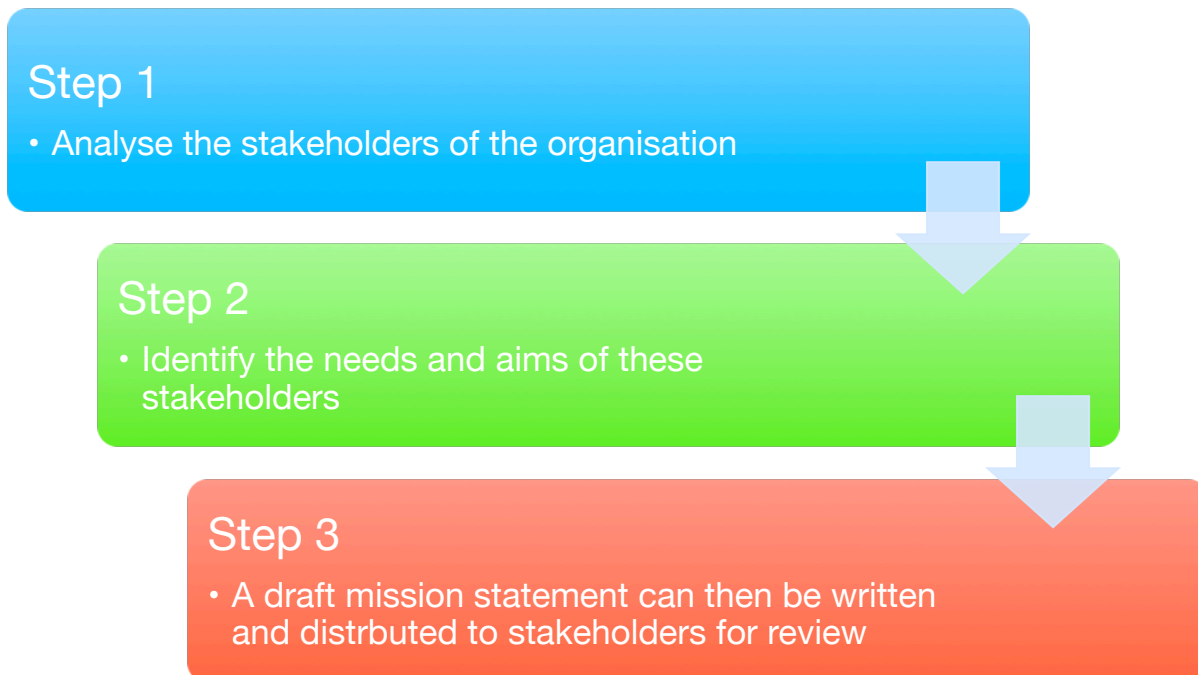 Step 1
• Analyse the stakeholders of the organisation
Step 2
• Identify the needs and aims of these
stakeholders
Step 3
• A draft mission statement can then be written
and distrbuted to stakeholders for review